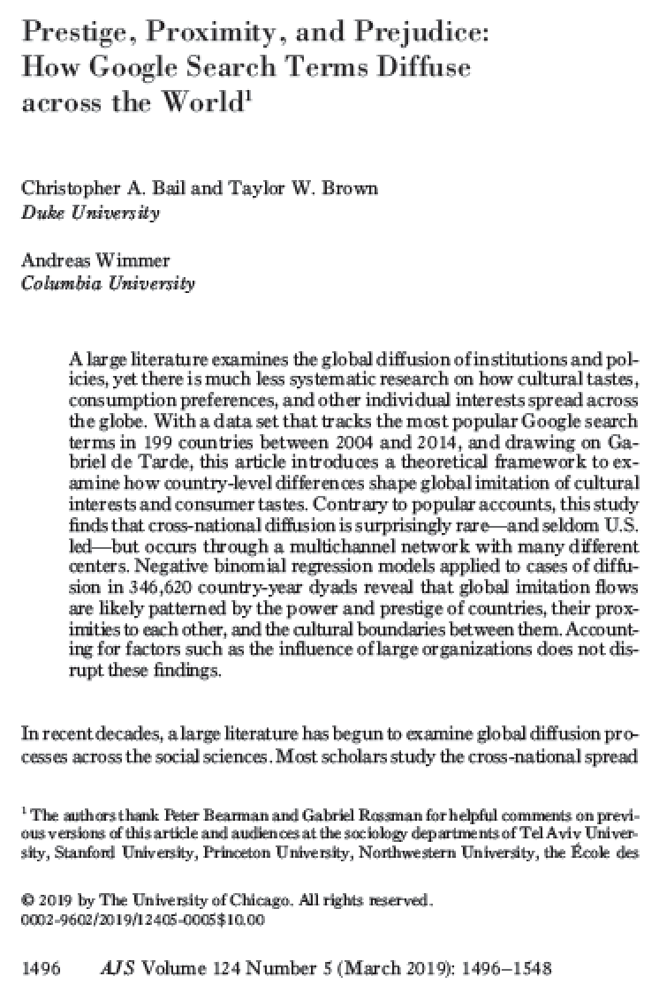 Prestige, Proximity, and Prejudice:
How Google Search Terms Diffuse
across the World¹
Christopher A. Bail and Taylor W. Brown
Duke University
Andreas Wimmer
Columbia University
A large literature examines the global diffusion of institutions and pol-
icies, yet there is much less systematic research on how cultural tastes,
consumption preferences, and other individual interests spread across
the globe. With a data set that tracks the most popular Google search
terms in 199 countries between 2004 and 2014, and drawing on Ga-
briel de Tarde, this article introduces a theoretical framework to ex-
amine how country-level differences shape global imitation of cultural
interests and consumer tastes. Contrary to popular accounts, this study
finds that cross-national diffusion is surprisingly rare—and seldom U.S.
led—but occurs through a multichannel network with many different
centers. Negative binomial regression models applied to cases of diffu-
sion in 346,620 country-year dyads reveal that global imitation flows
are likely patterned by the power and prestige of countries, their prox-
imities to each other, and the cultural boundaries between them. Account-
ing for factors such as the influence of large organizations does not dis-
rupt these findings.
In recent decades, a large literature has begun to examine global diffusion pro-
cesses across the social sciences. Most scholars study the cross-national spread
¹ The authors thank Peter Bearman and Gabriel Rossman for helpful comments on previ-
ous versions of this article and audiences at the sociology departments of Tel Aviv Univer-
sity, Stanford University, Princeton University, Northwestern University, the École des
© 2019 by The University of Chicago. All rights reserved.
0002-9602/2019/12405-0005$10.00
1496 AJS Volume 124 Number 5 (March 2019): 1496–1548